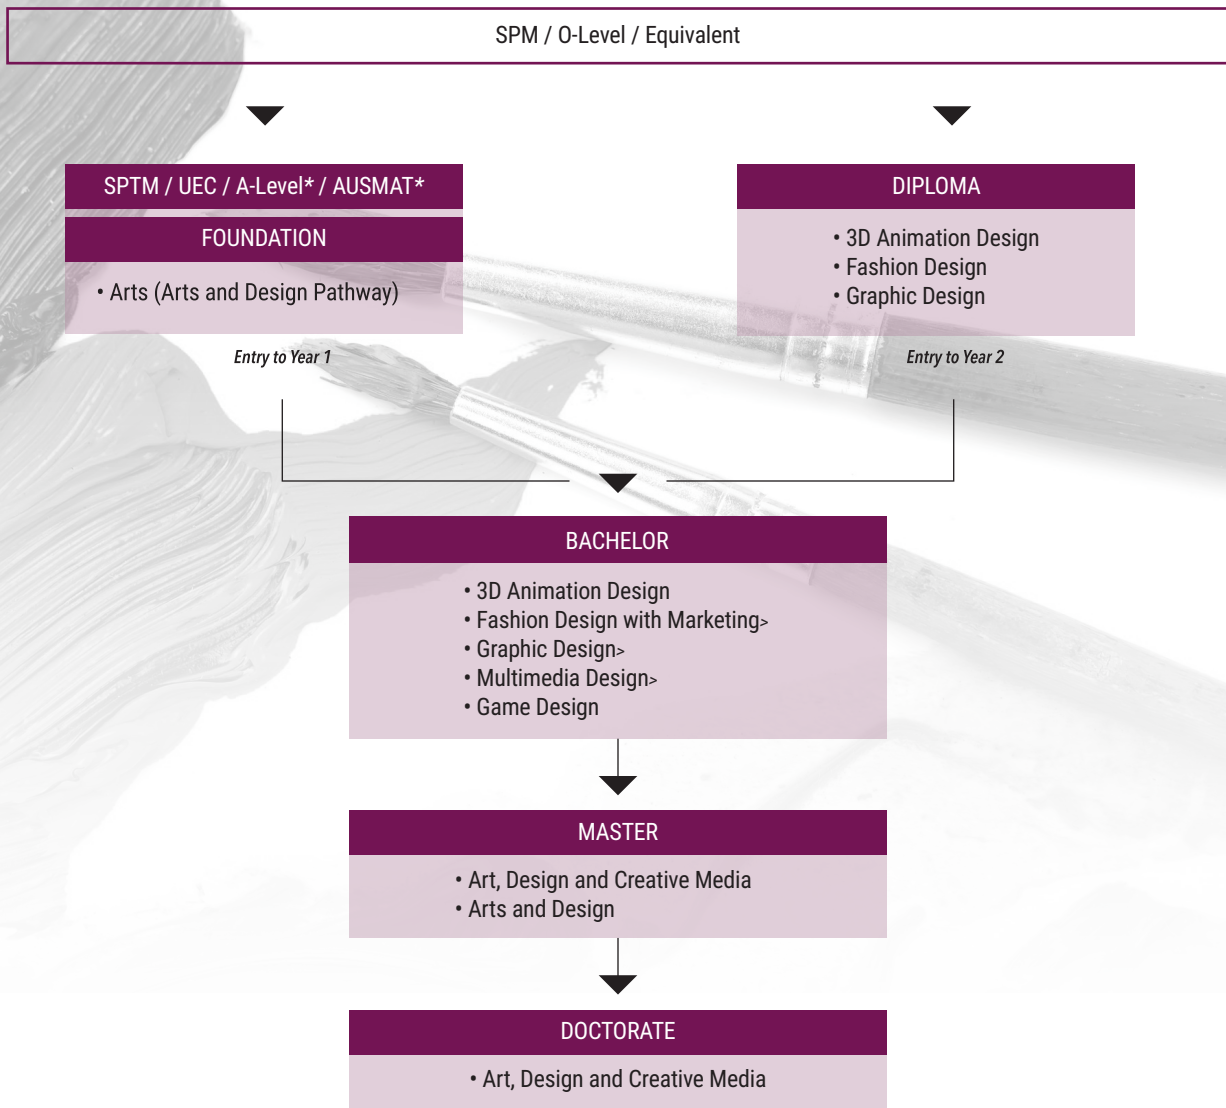 SPM / O-Level / Equivalent
SPTM / UEC / A-Level* / AUSMAT*
FOUNDATION
• Arts (Arts and Design Pathway)
Entry to Year 1
DIPLOMA
• 3D Animation Design
• Fashion Design
• Graphic Design
Entry to Year 2
BACHELOR
• 3D Animation Design
• Fashion Design with Marketing>
• Graphic Design>
• Multimedia Design>
• Game Design
MASTER
• Art, Design and Creative Media
• Arts and Design
DOCTORATE
• Art, Design and Creative Media